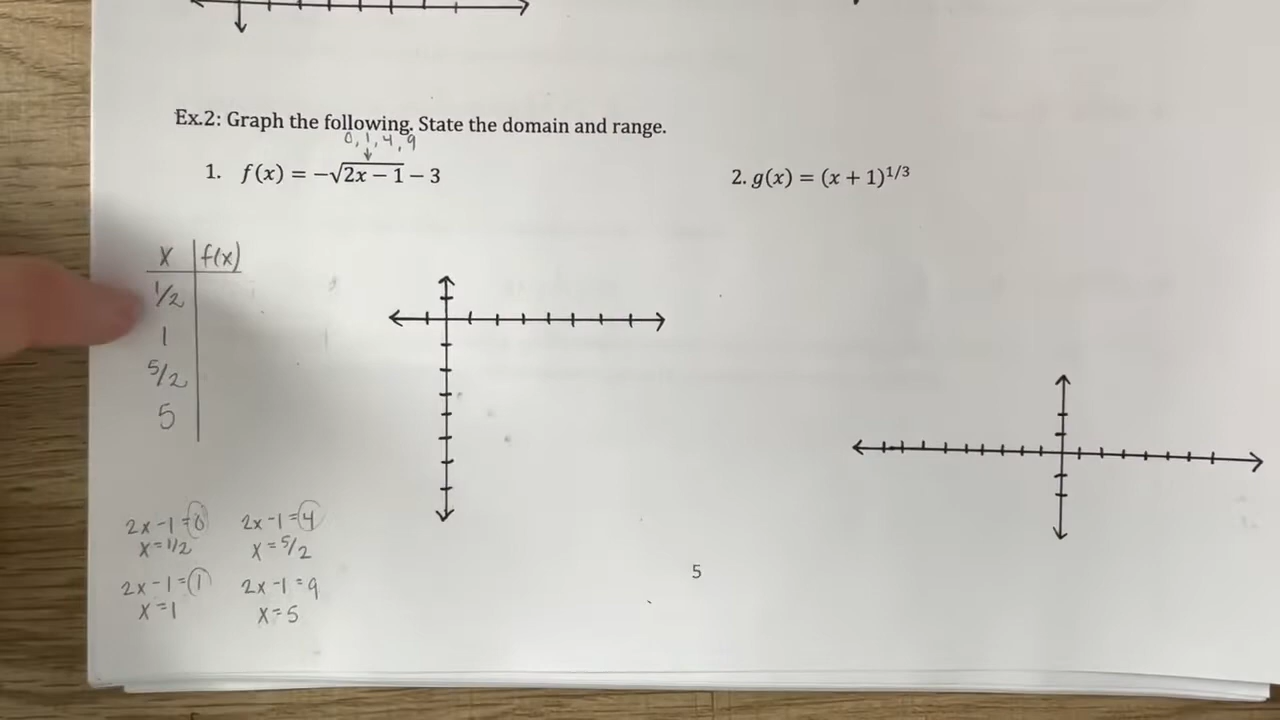 Ex.2: Graph the following. State the domain and range.
0, 1, 4, 9
1. f(x) = −√2x − 1 − 3
2. g(x) = (x + 1)^1/3
x f(x)
1/2
1
5/2
5
2x-1=0
x=1/2
2x-1=4
x=5/2
2x-1=1
x=1
2x-1=9
x=5
5